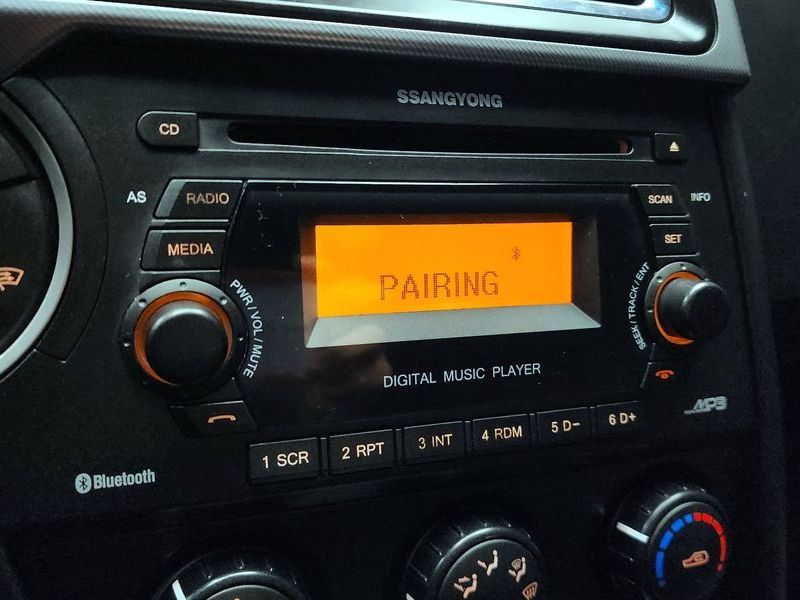 SSANGYONG
CD
AS
RADIO
SCAN
INFO
MEDIA
SET
PAIRING
PWR/VOL/MUTE
SEEK/TRACK/ENT
DIGITAL MUSIC PLAYER
MP3
1 SCR
2 RPT
3 INT
4 RDM
5 D-
6 D+
Bluetooth